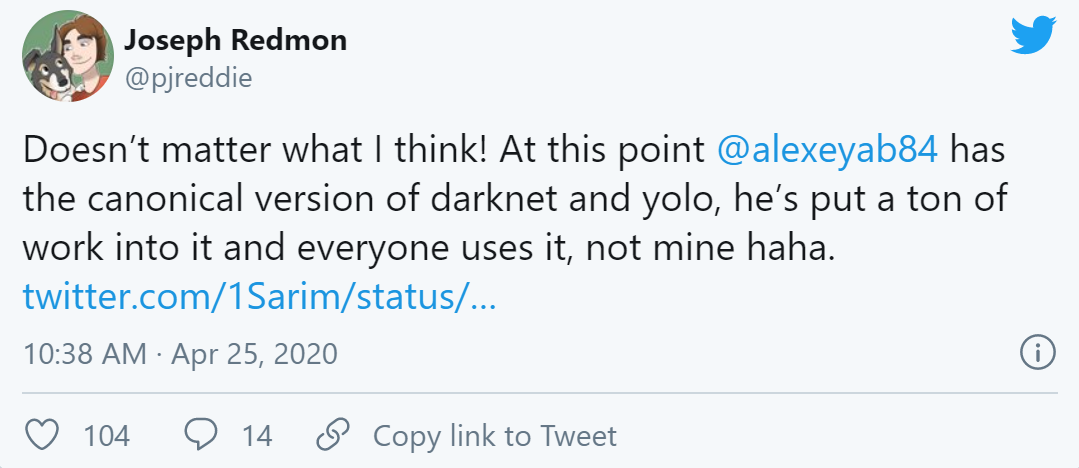 Joseph Redmon
@pjreddie
Doesn’t matter what I think! At this point @alexeyab84 has
the canonical version of darknet and yolo, he’s put a ton of
work into it and everyone uses it, not mine haha.
twitter.com/1Sarim/status/…
10:38 AM · Apr 25, 2020
104 14 Copy link to Tweet